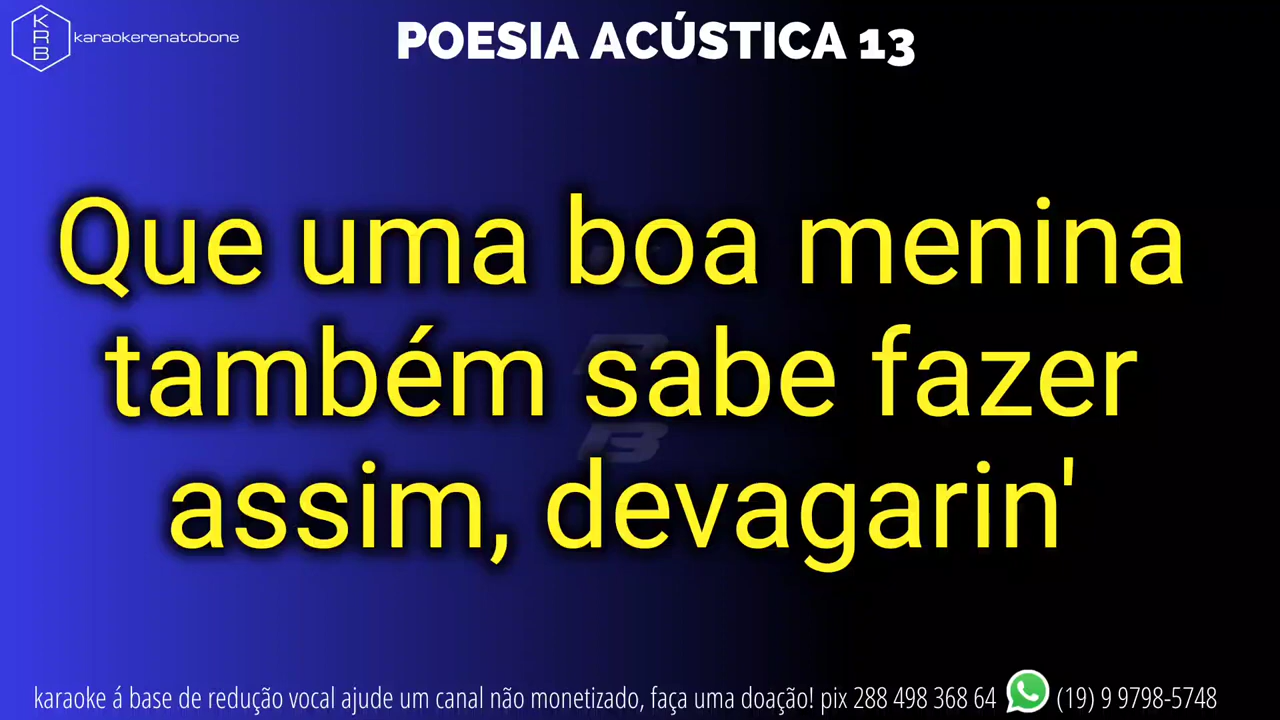 KRB
karaokerenatobone
POESIA ACÚSTICA 13
Que uma boa menina
também sabe fazer
assim, devagarin'
karaoke á base de redução vocal ajude um canal não monetizado, faça uma doação! pix 288 498 368 64 (19) 9 9798-5748